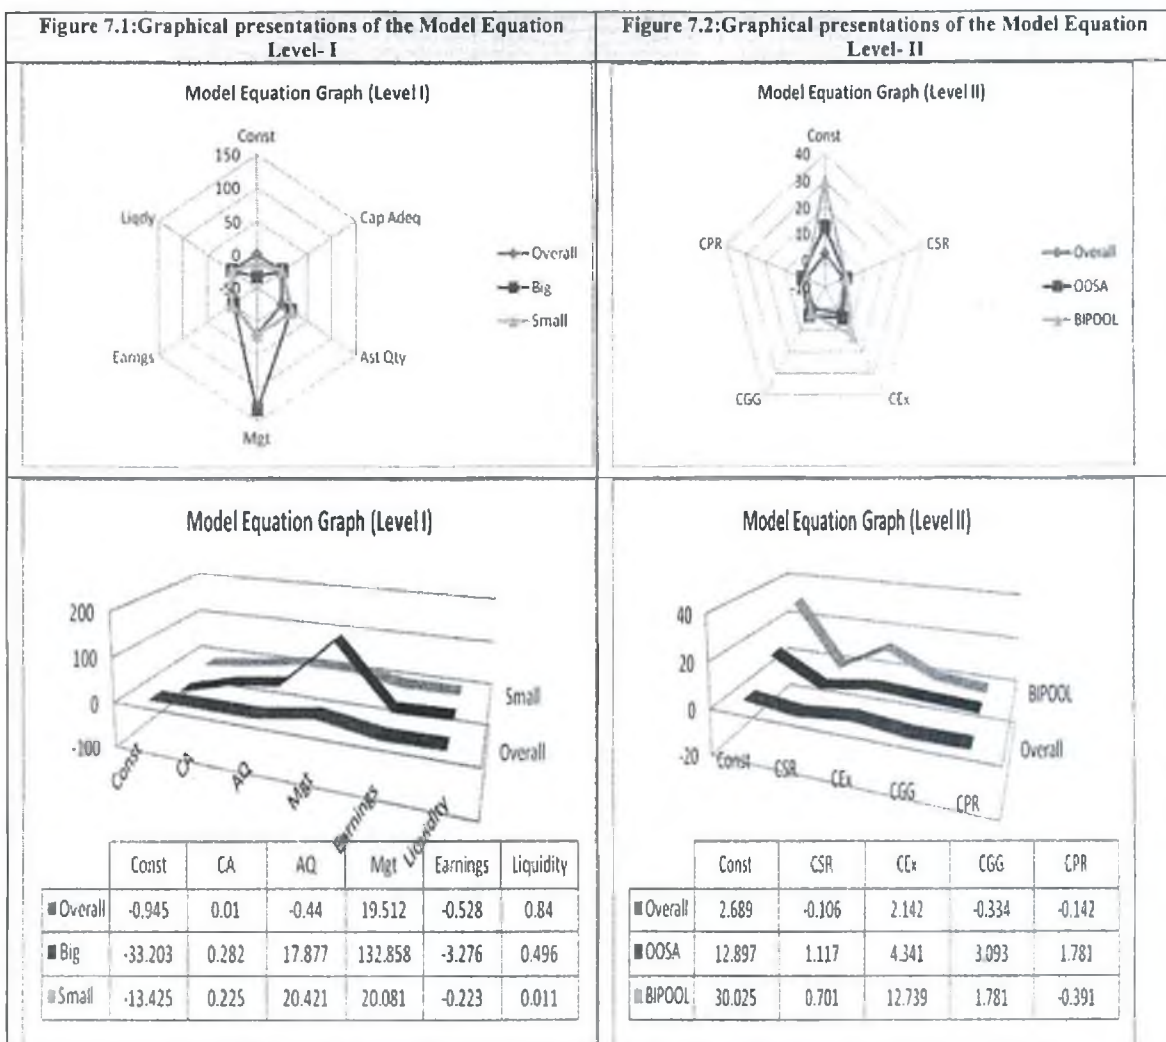 Figure 7.1:Graphical presentations of the Model Equation
Level- I
Figure 7.2:Graphical presentations of the Model Equation
Level- II
Model Equation Graph (Level I)
Const
150
100
50
0
-50
Liqdy
Cap Adeq
Earngs
Ast Qty
Mgt
Overall
Big
Small
Model Equation Graph (Level II)
Const
40
30
20
10
0
-10
CPR
CSR
CGG
CEx
Overall
OOSA
BIPOOL
Model Equation Graph (Level I)
200
100
0
-100
Const
CA
AQ
Mgt
Earnings
Liquidity
Small
Overall
Const CA AQ Mgt Earnings Liquidity
Overall -0.945 0.01 -0.44 19.512 -0.528 0.84
Big -33.203 0.282 17.877 132.858 -3.276 0.496
Small -13.425 0.225 20.421 20.081 -0.223 0.011
Model Equation Graph (Level II)
40
20
0
-20
Const
CSR
CEx
CGG
CPR
BIPOOL
Overall
Const CSR CEx CGG CPR
Overall 2.689 -0.106 2.142 -0.334 -0.142
OOSA 12.897 1.117 4.341 3.093 1.781
BIPOOL 30.025 0.701 12.739 1.781 -0.391